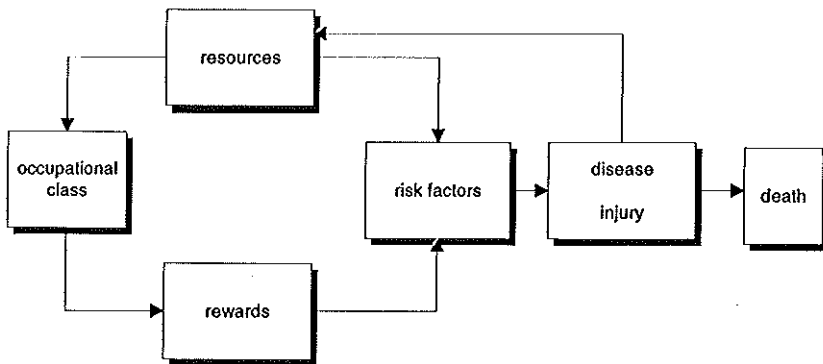 resources
occupational
class
risk factors
disease
injury
death
rewards